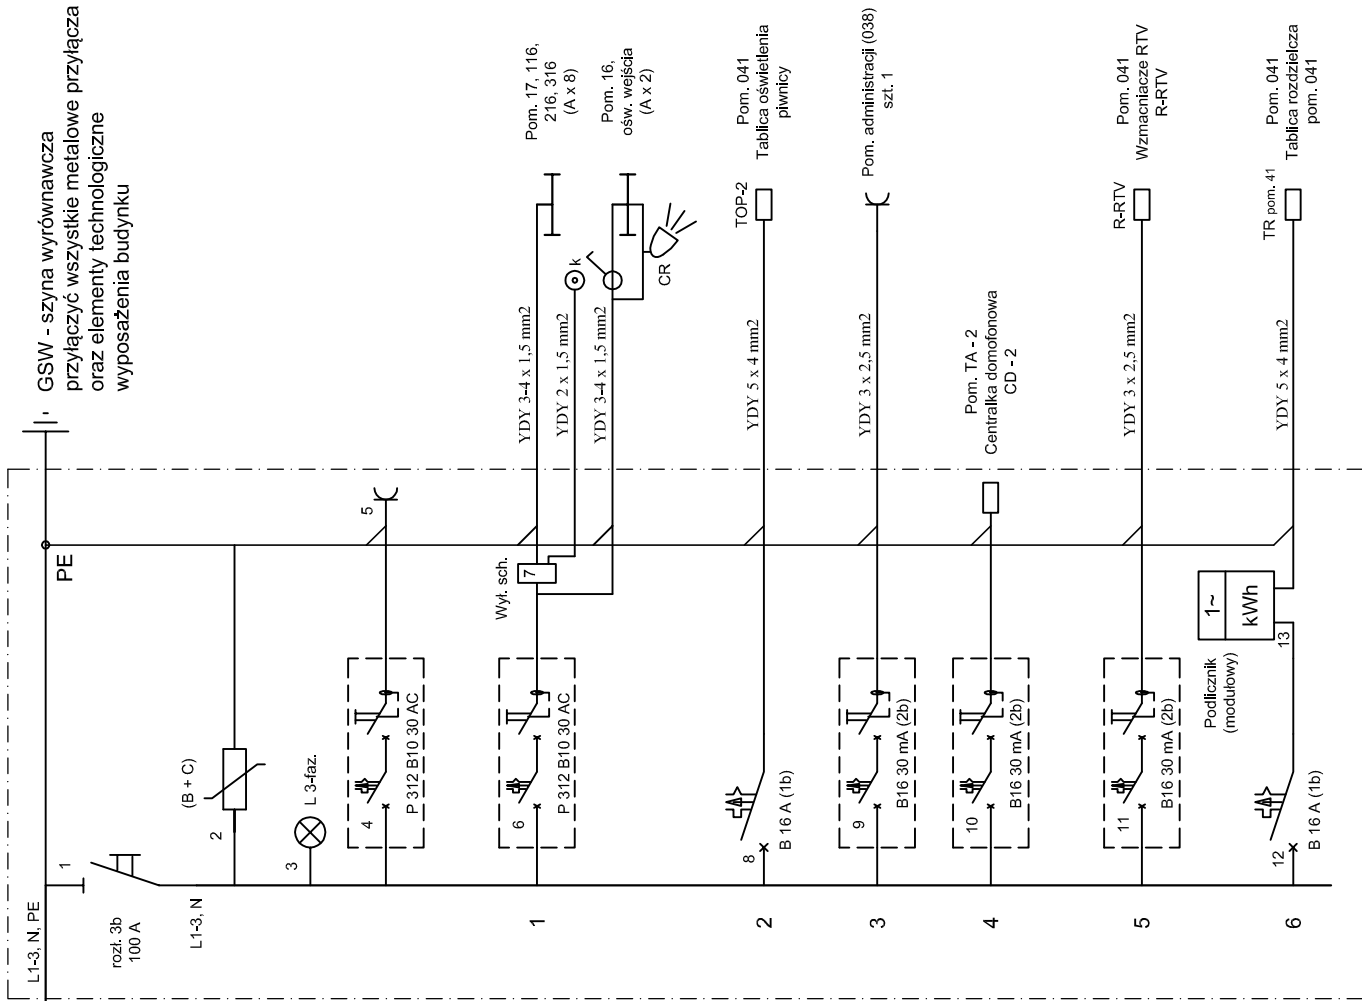 GSW - szyna wyrównawcza
przyłączyć wszystkie metalowe przyłącza
oraz elementy technologiczne
wyposażenia budynku
L1-3, N, PE
PE
1
rozł. 3b
100 A
L1-3, N
2
(B + C)
3
L 3-faz.
4
P 312 B10 30 AC
5
1
6
P 312 B10 30 AC
Wył. sch.
7
YDY 3-4 x 1,5 mm2
YDY 2 x 1,5 mm2
YDY 3-4 x 1,5 mm2
k
CR
Pom. 17, 116,
216, 316
(A x 8)
Pom. 16,
ośw. wejścia
(A x 2)
2
8
B 16 A (1b)
YDY 5 x 4 mm2
TOP-2
Pom. 041
Tablica oświetlenia
piwnicy
3
9
B16 30 mA (2b)
YDY 3 x 2,5 mm2
Pom. administracji (038)
szt. 1
4
10
B16 30 mA (2b)
Pom. TA - 2
Centralka domofonowa
CD - 2
5
11
B16 30 mA (2b)
YDY 3 x 2,5 mm2
R-RTV
Pom. 041
Wzmacniacze RTV
R-RTV
6
12
B 16 A (1b)
Podlicznik
(modułowy)
13
1~
kWh
YDY 5 x 4 mm2
TR pom. 41
Pom. 041
Tablica rozdzielcza
pom. 041